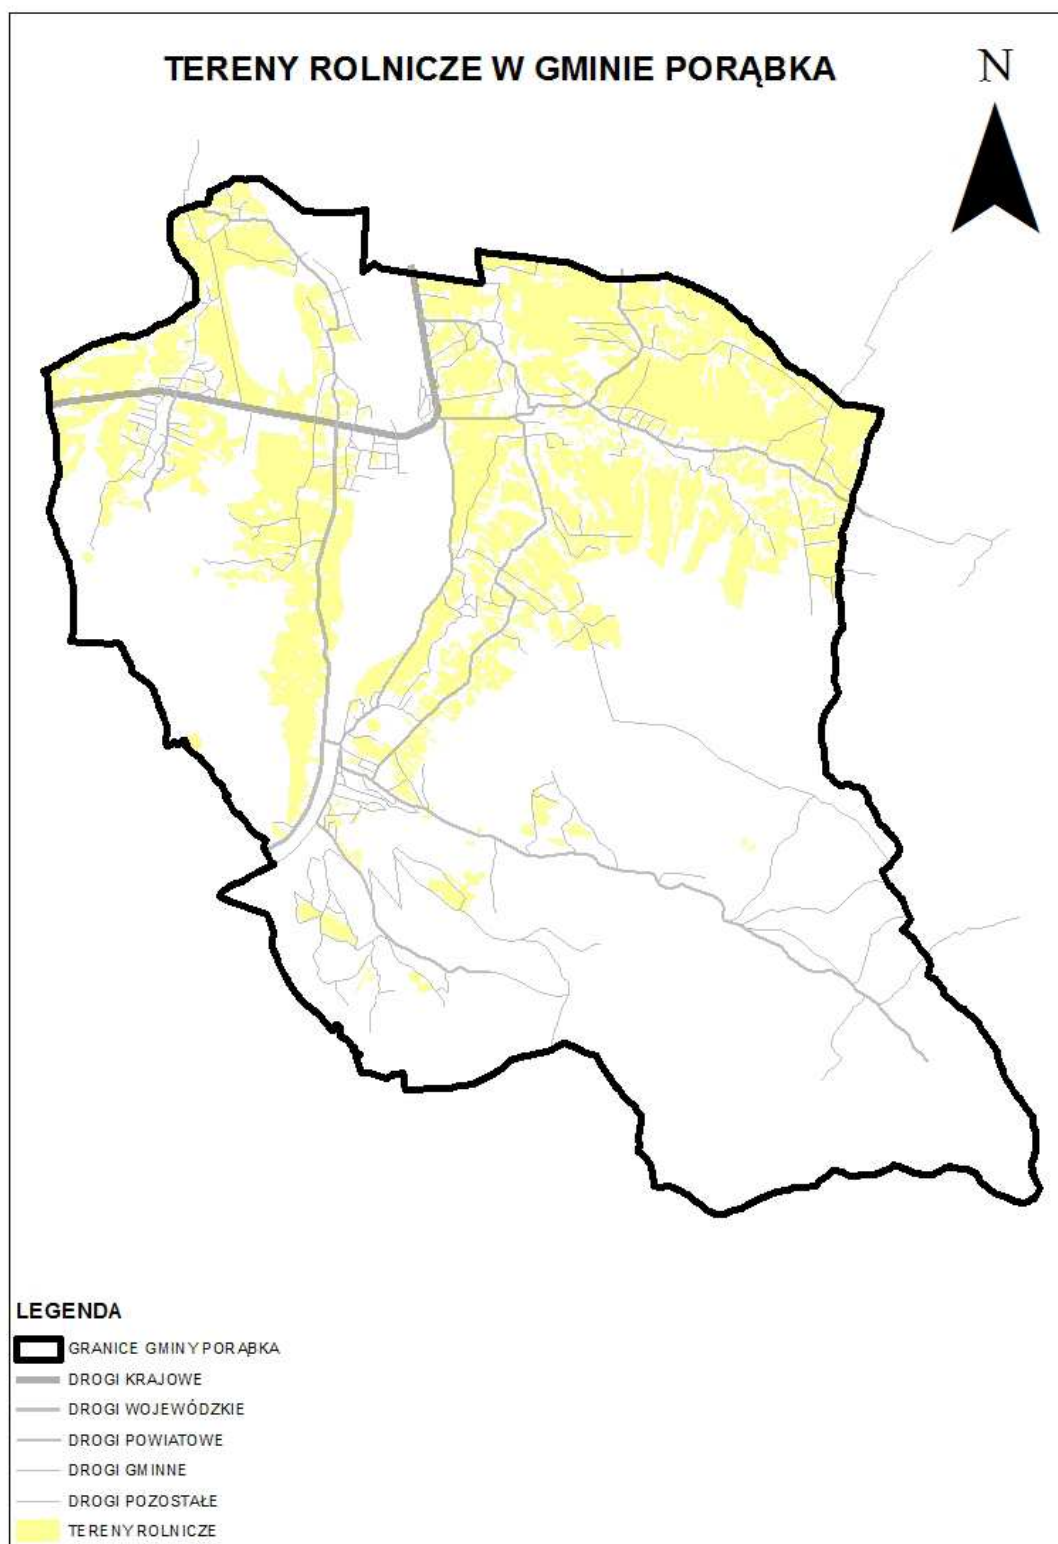 TERENY ROLNICZE W GMINIE PORĄBKA
N
LEGENDA
GRANICE GMINY PORĄBKA
DROGI KRAJOWE
DROGI WOJEWÓDZKIE
DROGI POWIATOWE
DROGI GMINNE
DROGI POZOSTAŁE
TERENY ROLNICZE